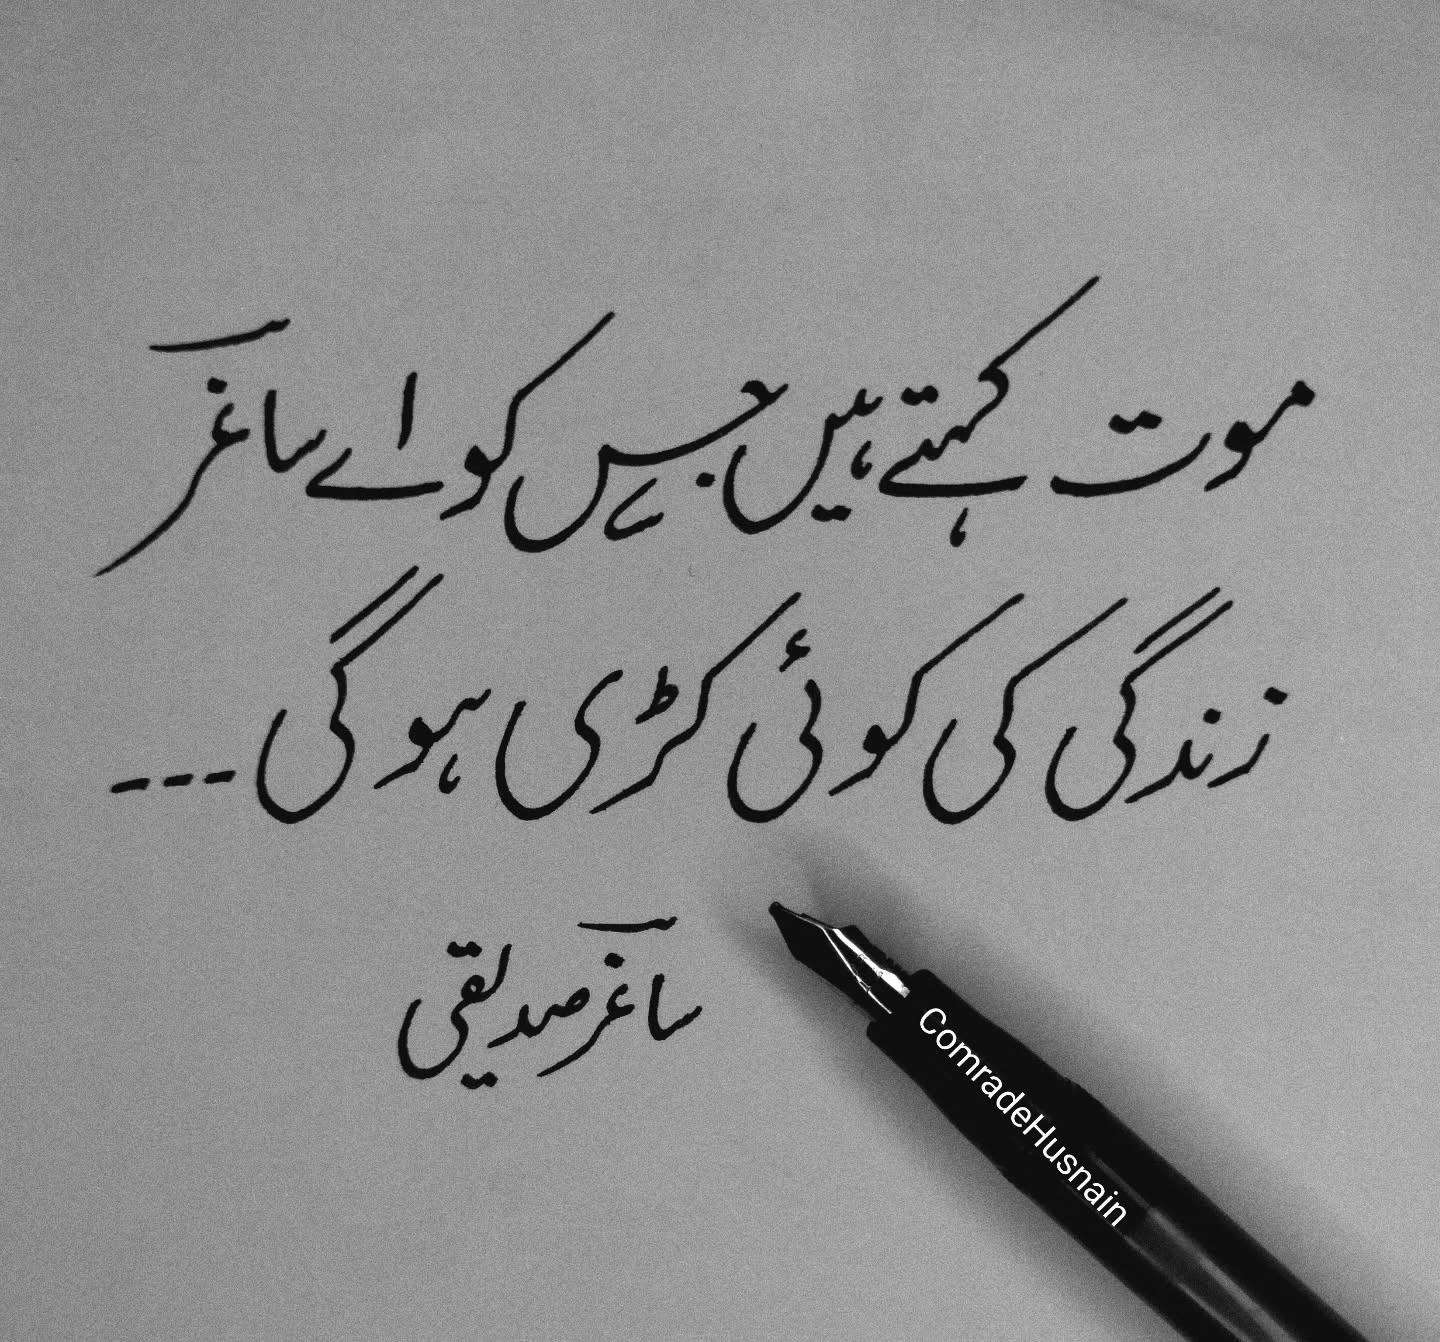 موت کہتے ہیں جس کو اے ساغرؔ
زندگی کی کوئی کڑی ہو گی ---
ساغرؔ صدیقی
ComradeHusnain